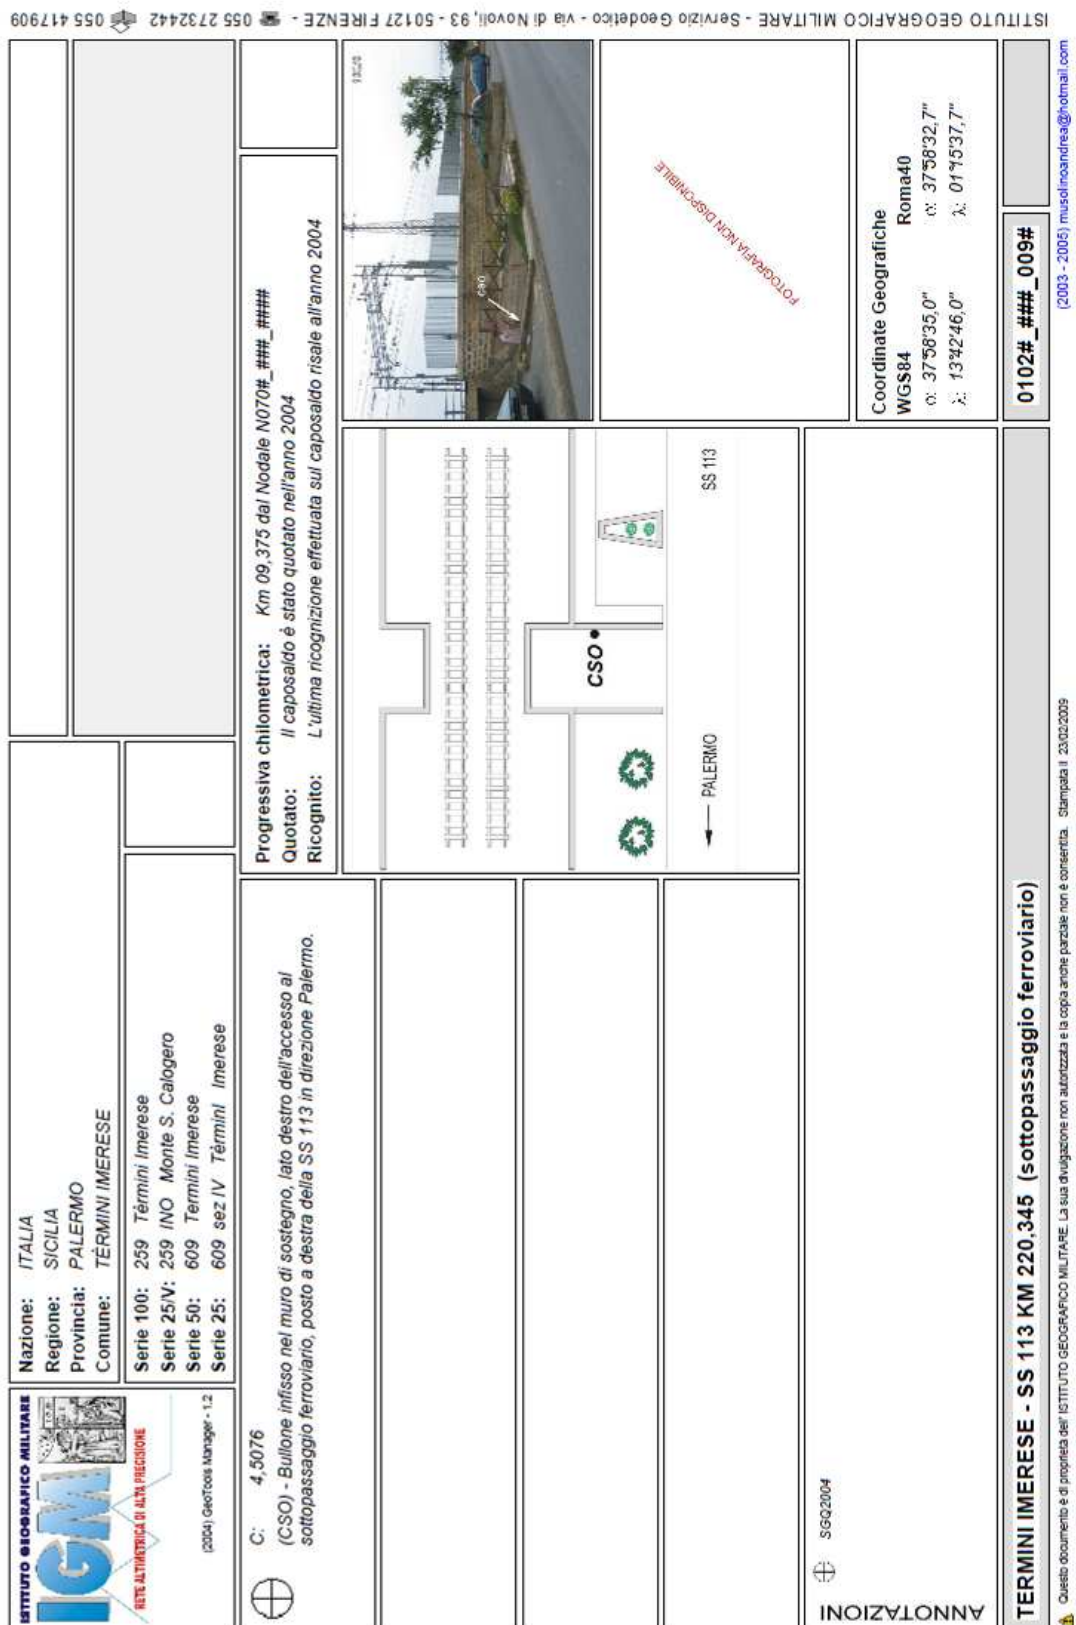 ISTITUTO GEOGRAFICO MILITARE
IGM
RETE ALTIMETRICA DI ALTA PRECISIONE
(2004) GeoTools Manager - 1.2
Nazione: ITALIA
Regione: SICILIA
Provincia: PALERMO
Comune: TÈRMINI IMERESE
Serie 100: 259 Tèrmini Imerese
Serie 25/V: 259 INO Monte S. Calogero
Serie 50: 609 Termini Imerese
Serie 25: 609 sez IV Tèrmini Imerese
C: 4,5076
(CSO) - Bullone infisso nel muro di sostegno, lato destro dell'accesso al
sottopassaggio ferroviario, posto a destra della SS 113 in direzione Palermo.
Progressiva chilometrica: Km 09,375 dal Nodale N070#_###_####
Quotato: Il caposaldo è stato quotato nell'anno 2004
Ricognito: L'ultima ricognizione effettuata sul caposaldo risale all'anno 2004
CSO
PALERMO
SS 113
cso
FOTOGRAFIA NON DISPONIBILE
ANNOTAZIONI
SGQ2004
Coordinate Geografiche
WGS84 Roma40
φ: 37°58'35,0" φ: 37°58'32,7"
λ: 13°42'46,0" λ: 01°15'37,7"
TERMINI IMERESE - SS 113 KM 220,345 (sottopassaggio ferroviario)
0102#_###_009#
Questo documento è di proprietà dell' ISTITUTO GEOGRAFICO MILITARE. La sua divulgazione non autorizzata e la copia anche parziale non è consentita. Stampata il 23/02/2009
(2003 - 2005) musolinoandrea@hotmail.com
ISTITUTO GEOGRAFICO MILITARE - Servizio Geodetico - via di Novoli, 93 - 50127 FIRENZE - 055 2732442 055 417909